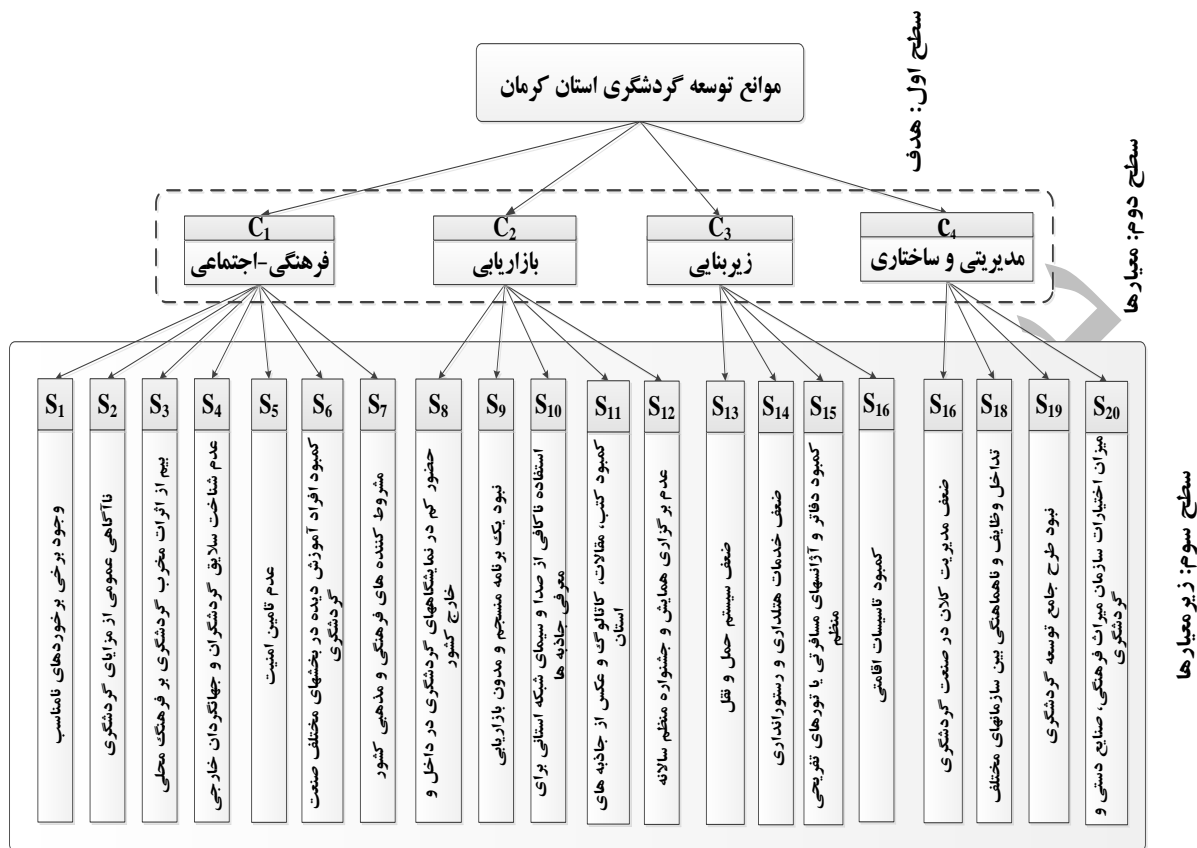 موانع توسعه گردشگری استان کرمان
سطح اول: هدف
سطح دوم: معیارها
C1
فرهنگی-اجتماعی
C2
بازاریابی
C3
زیربنایی
C4
مدیریتی و ساختاری
سطح سوم: زیرمعیارها
S1
وجود برخی برخوردهای نامناسب
S2
ناآگاهی عمومی از مزایای گردشگری
S3
بیم از اثرات مخرب گردشگری بر فرهنگ محلی
S4
عدم شناخت سلایق گردشگران و جهانگردان خارجی
S5
عدم تامین امنیت
S6
کمبود افراد آموزش دیده در بخشهای مختلف صنعت
گردشگری
S7
مشروط کننده های فرهنگی و مذهبی کشور
S8
حضور کم در نمایشگاههای گردشگری در داخل و
خارج کشور
S9
نبود یک برنامه منسجم و مدون بازاریابی
S10
استفاده ناکافی از صدا و سیمای شبکه استانی برای
معرفی جاذبه ها
S11
کمبود کتب، مقالات، کاتالوگ و عکس از جاذبه های
استان
S12
عدم برگزاری همایش و جشنواره منظم سالانه
S13
ضعف سیستم حمل و نقل
S14
ضعف خدمات هتلداری و رستورانداری
S15
کمبود دفاتر و آژانسهای مسافرتی یا تورهای تفریحی
منظم
S16
کمبود تاسیسات اقامتی
S16
ضعف مدیریت کلان در صنعت گردشگری
S18
تداخل وظایف و ناهماهنگی بین سازمانهای مختلف
S19
نبود طرح جامع توسعه گردشگری
S20
میزان اختیارات سازمان میراث فرهنگی، صنایع دستی و
گردشگری